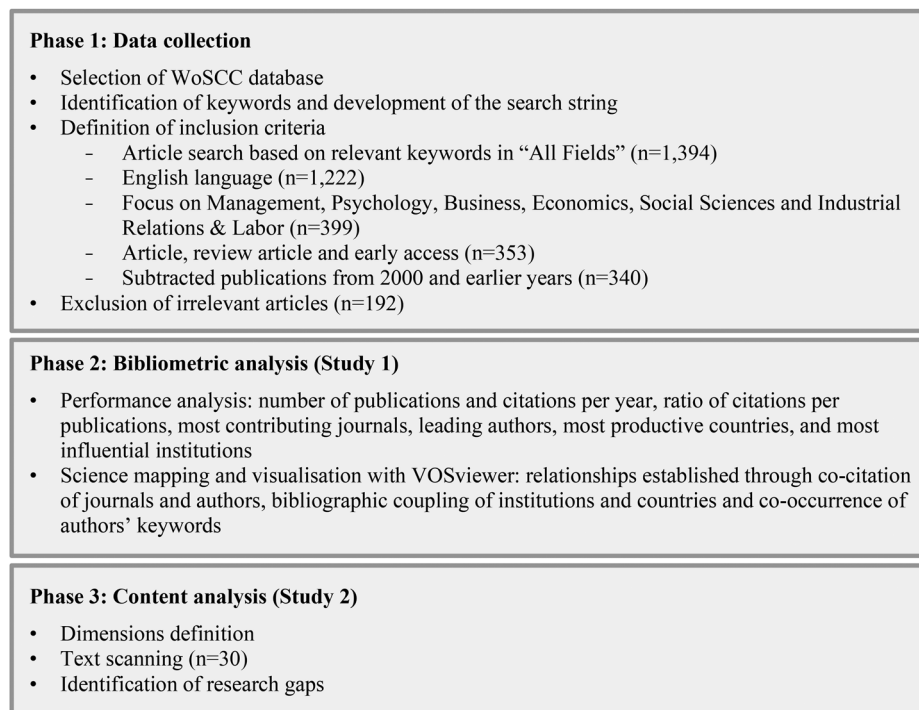 Phase 1: Data collection
• Selection of WoSCC database
• Identification of keywords and development of the search string
• Definition of inclusion criteria
− Article search based on relevant keywords in “All Fields” (n=1,394)
− English language (n=1,222)
− Focus on Management, Psychology, Business, Economics, Social Sciences and Industrial
Relations & Labor (n=399)
− Article, review article and early access (n=353)
− Subtracted publications from 2000 and earlier years (n=340)
• Exclusion of irrelevant articles (n=192)
Phase 2: Bibliometric analysis (Study 1)
• Performance analysis: number of publications and citations per year, ratio of citations per
publications, most contributing journals, leading authors, most productive countries, and most
influential institutions
• Science mapping and visualisation with VOSviewer: relationships established through co-citation
of journals and authors, bibliographic coupling of institutions and countries and co-occurrence of
authors’ keywords
Phase 3: Content analysis (Study 2)
• Dimensions definition
• Text scanning (n=30)
• Identification of research gaps